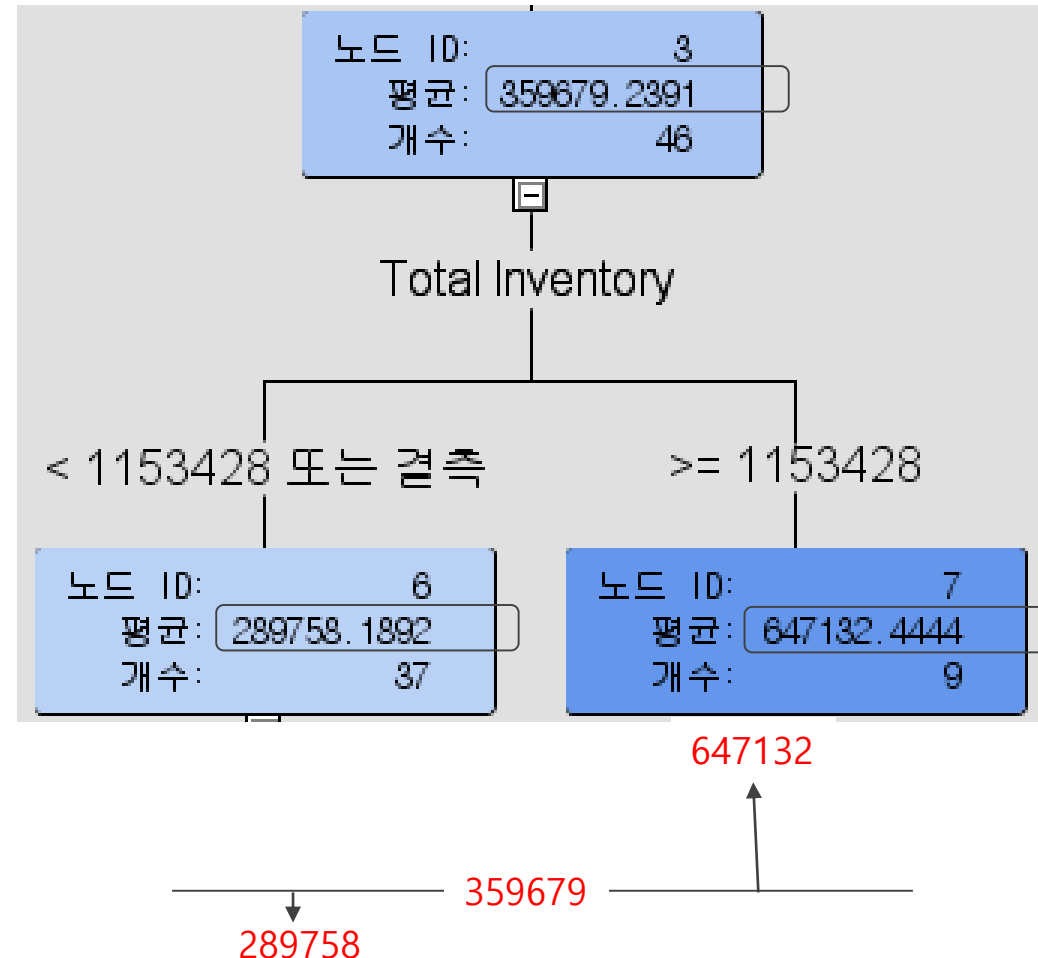 노드 ID: 3
평균: 359679.2391
개수: 46
Total Inventory
< 1153428 또는 결측
>= 1153428
노드 ID: 6
평균: 289758.1892
개수: 37
노드 ID: 7
평균: 647132.4444
개수: 9
647132
359679
289758